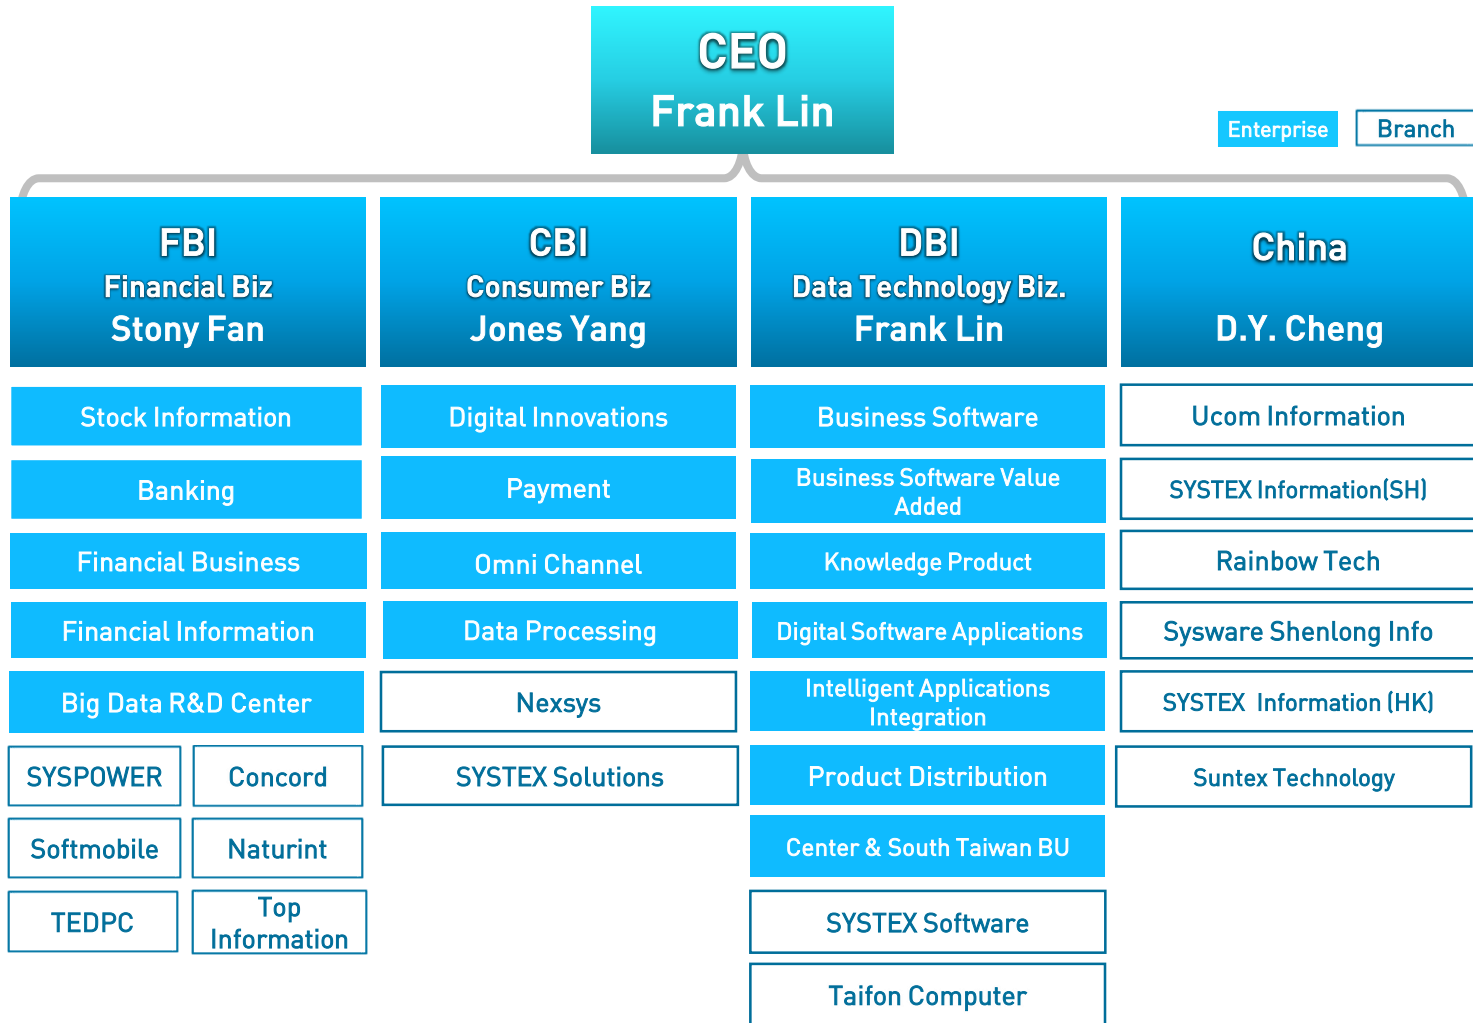 CEO
Frank Lin
Enterprise
Branch
FBI
Financial Biz
Stony Fan
CBI
Consumer Biz
Jones Yang
DBI
Data Technology Biz.
Frank Lin
China
D.Y. Cheng
Stock Information
Banking
Financial Business
Financial Information
Big Data R&D Center
SYSPOWER
Concord
Softmobile
Naturint
TEDPC
Top
Information
Digital Innovations
Payment
Omni Channel
Data Processing
Nexsys
SYSTEX Solutions
Business Software
Business Software Value
Added
Knowledge Product
Digital Software Applications
Intelligent Applications
Integration
Product Distribution
Center & South Taiwan BU
SYSTEX Software
Taifon Computer
Ucom Information
SYSTEX Information(SH)
Rainbow Tech
Sysware Shenlong Info
SYSTEX Information (HK)
Suntex Technology